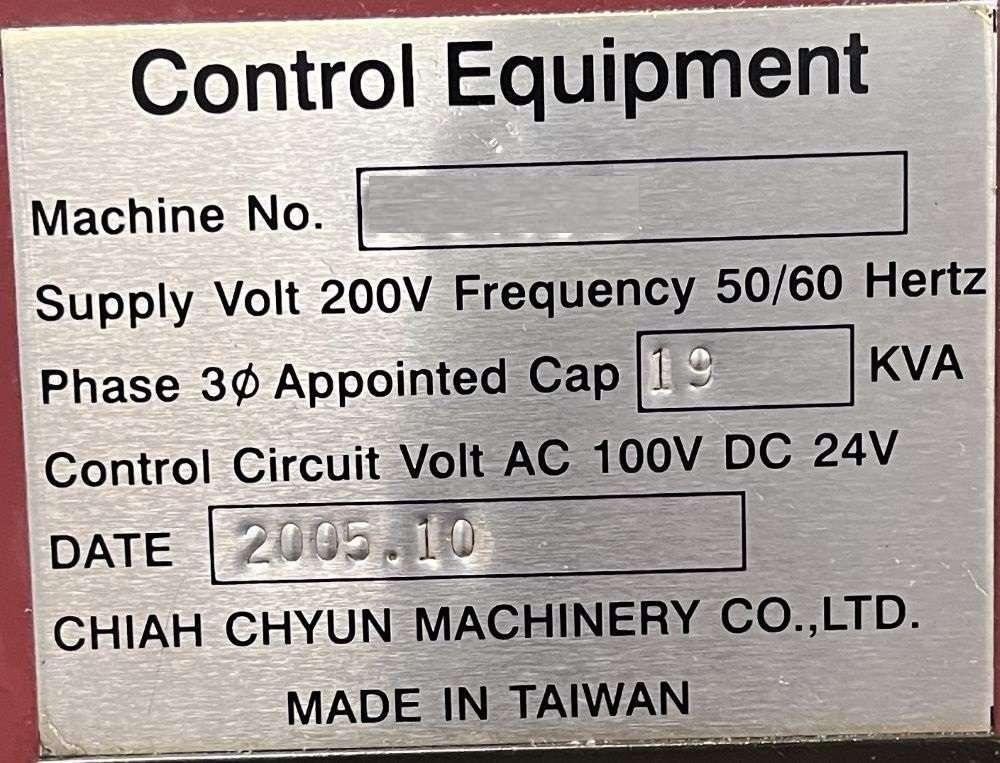 Control Equipment
Machine No.
Supply Volt 200V Frequency 50/60 Hertz
Phase 3ϕ Appointed Cap 19 KVA
Control Circuit Volt AC 100V DC 24V
DATE 2005.10
CHIAH CHYUN MACHINERY CO.,LTD.
MADE IN TAIWAN